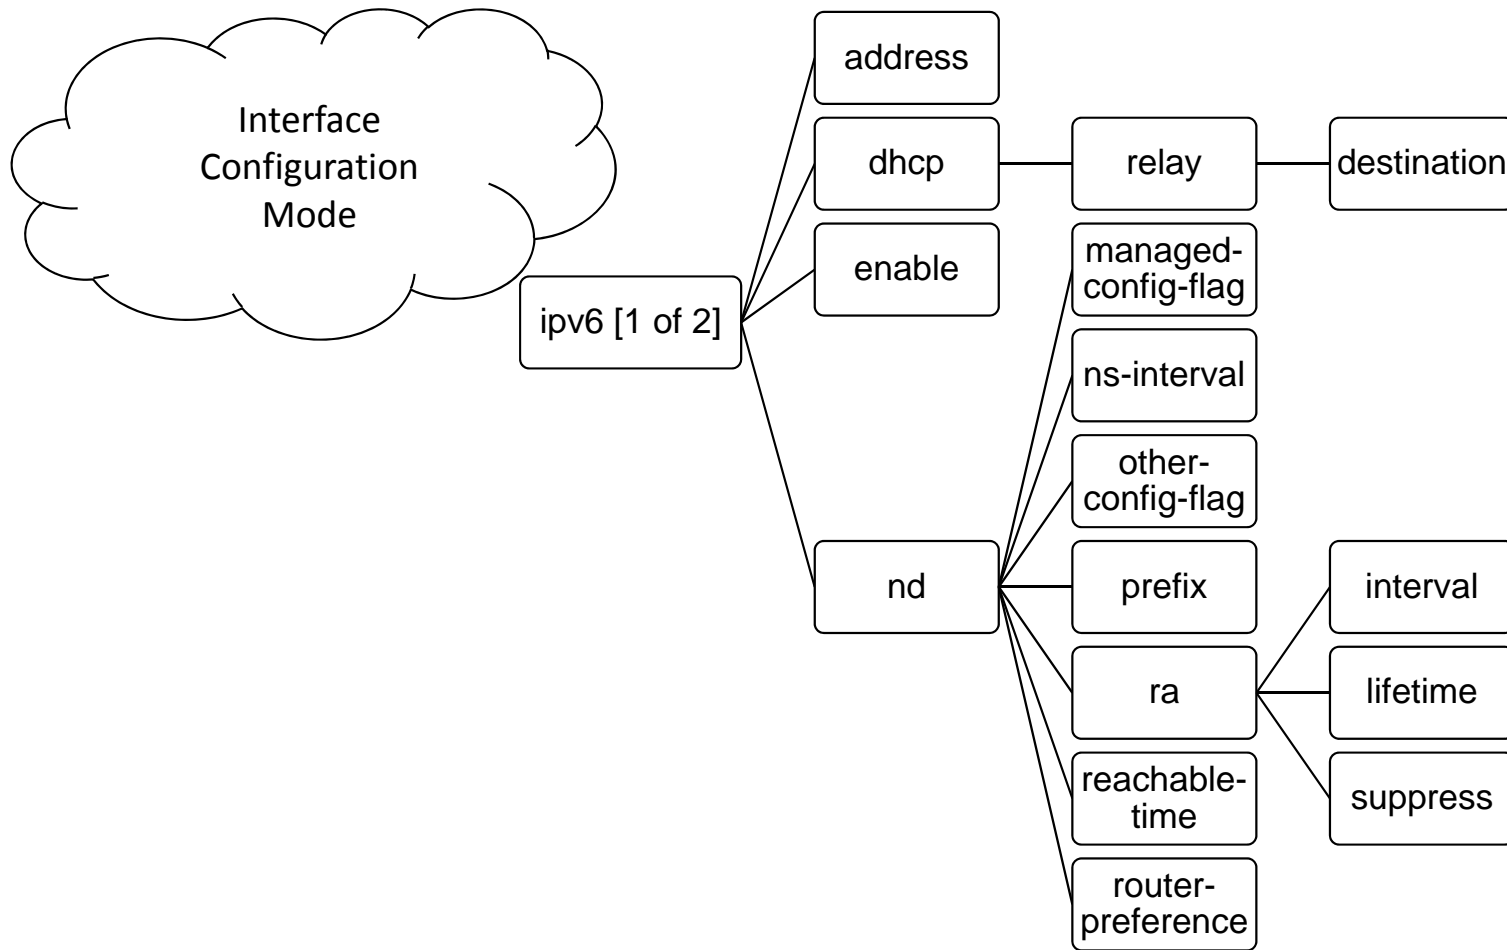 Interface
Configuration
Mode
ipv6 [1 of 2]
address
dhcp
relay
destination
enable
nd
managed-
config-flag
ns-interval
other-
config-flag
prefix
ra
interval
lifetime
suppress
reachable-
time
router-
preference